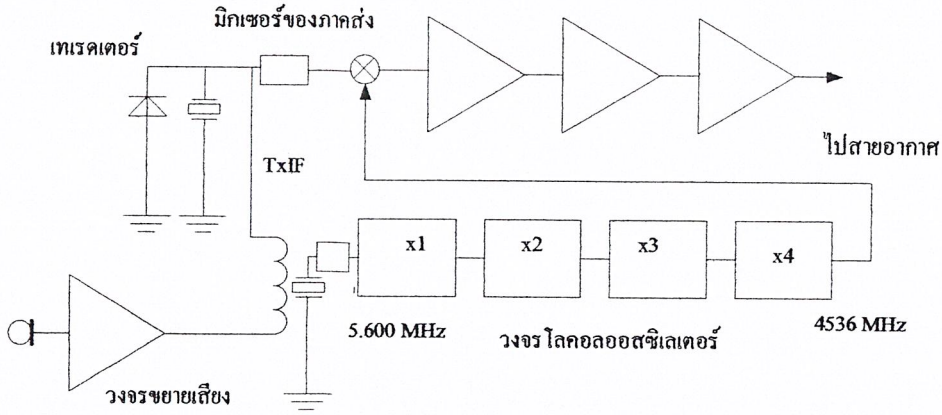 มิกเซอร์ของภาคส่ง
เทเรดเตอร์
ไปสายอากาศ
TxIF
x1
x2
x3
x4
5.600 MHz
วงจรโลคอลออสซิเลเตอร์
4536 MHz
วงจรขยายเสียง